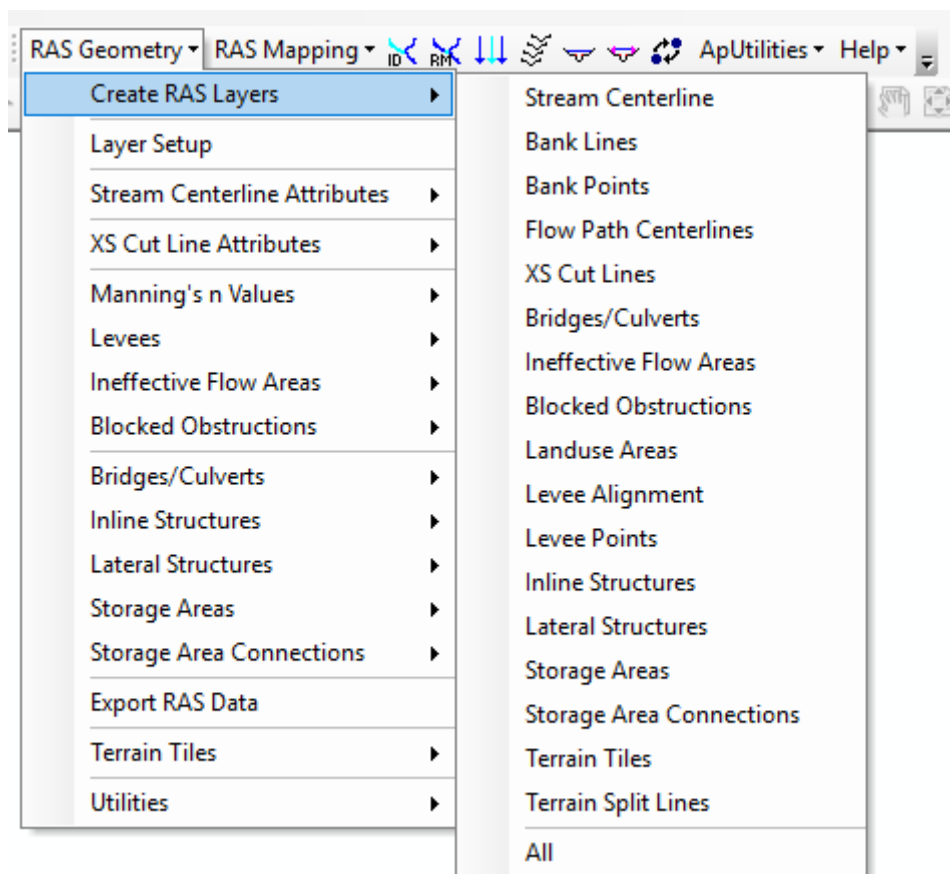 RAS Geometry RAS Mapping ID RM ApUtilities Help
Create RAS Layers
Layer Setup
Stream Centerline Attributes
XS Cut Line Attributes
Manning's n Values
Levees
Ineffective Flow Areas
Blocked Obstructions
Bridges/Culverts
Inline Structures
Lateral Structures
Storage Areas
Storage Area Connections
Export RAS Data
Terrain Tiles
Utilities
Stream Centerline
Bank Lines
Bank Points
Flow Path Centerlines
XS Cut Lines
Bridges/Culverts
Ineffective Flow Areas
Blocked Obstructions
Landuse Areas
Levee Alignment
Levee Points
Inline Structures
Lateral Structures
Storage Areas
Storage Area Connections
Terrain Tiles
Terrain Split Lines
All